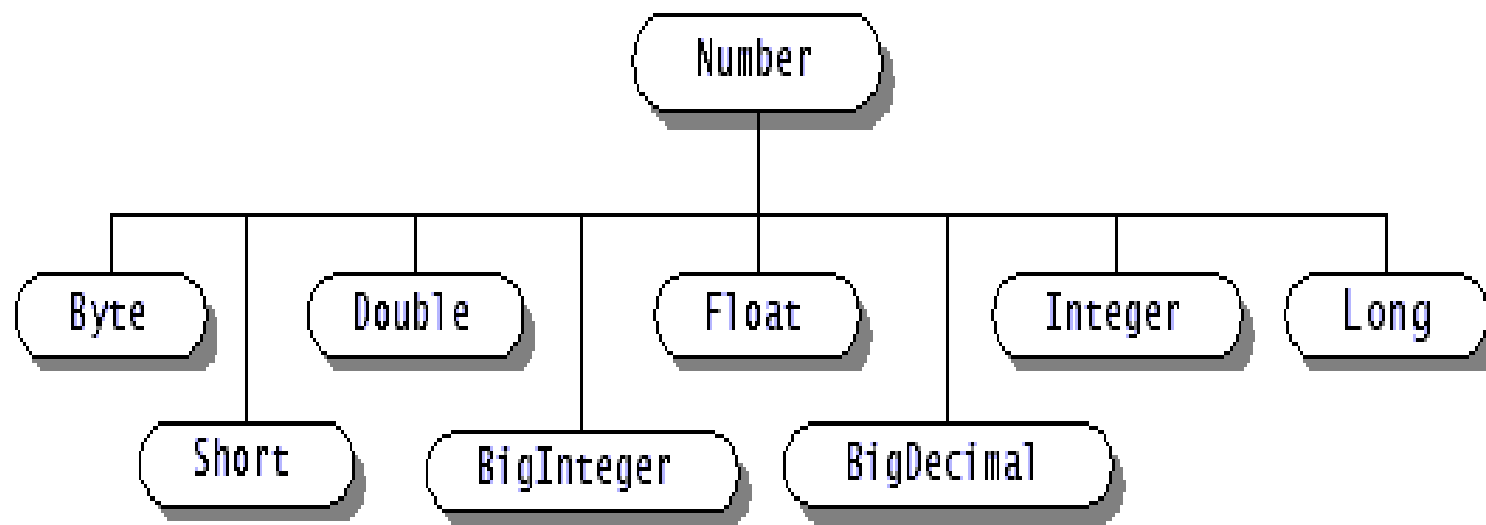 Number
Byte
Double
Float
Integer
Long
Short
BigInteger
BigDecimal